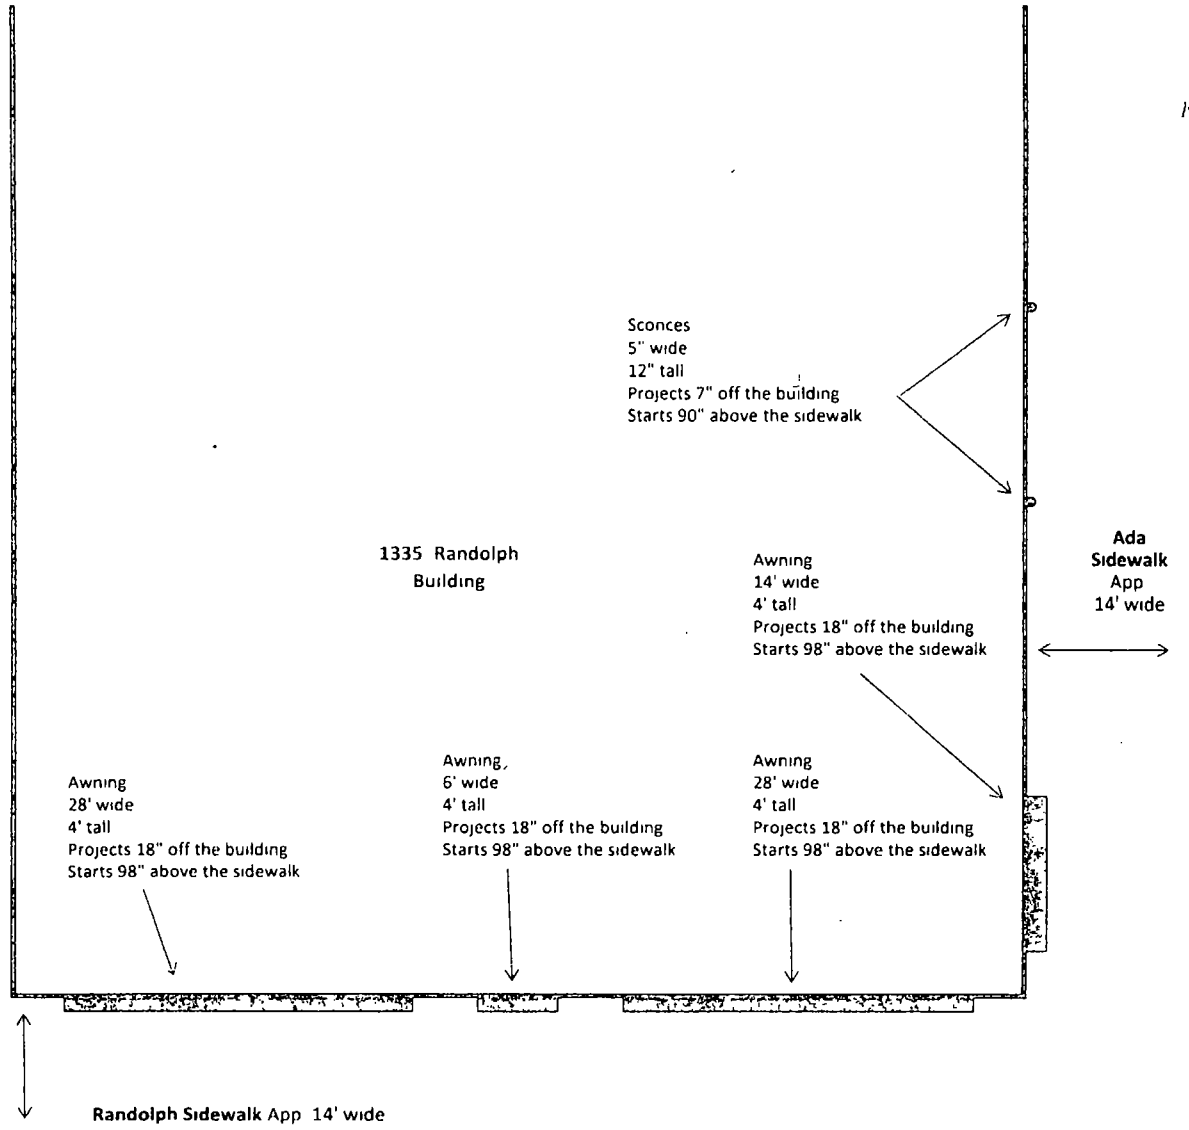 Sconces
5" wide
12" tall
Projects 7" off the building
Starts 90" above the sidewalk
1335 Randolph
Building
Ada
Sidewalk
App
14' wide
Awning
14' wide
4' tall
Projects 18" off the building
Starts 98" above the sidewalk
Awning
28' wide
4' tall
Projects 18" off the building
Starts 98" above the sidewalk
Awning
6' wide
4' tall
Projects 18" off the building
Starts 98" above the sidewalk
Awning
28' wide
4' tall
Projects 18" off the building
Starts 98" above the sidewalk
Randolph Sidewalk App 14' wide